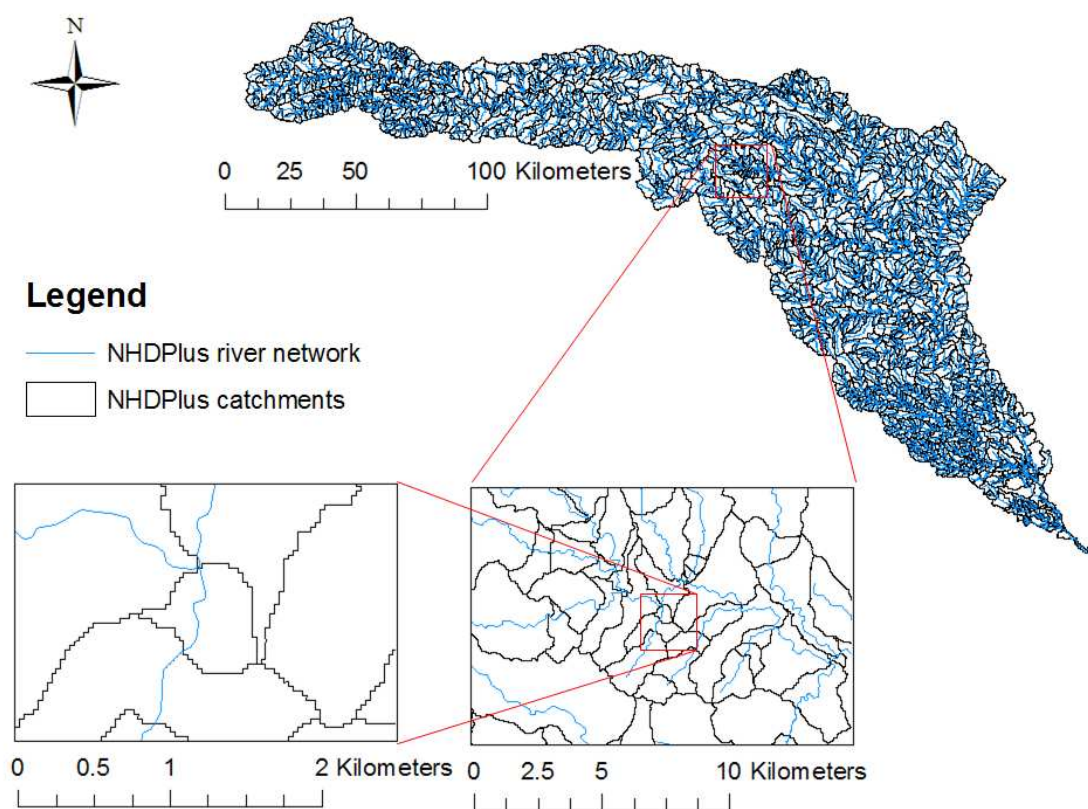 N
0 25 50 100 Kilometers
Legend
NHDPlus river network
NHDPlus catchments
0 0.5 1 2 Kilometers
0 2.5 5 10 Kilometers